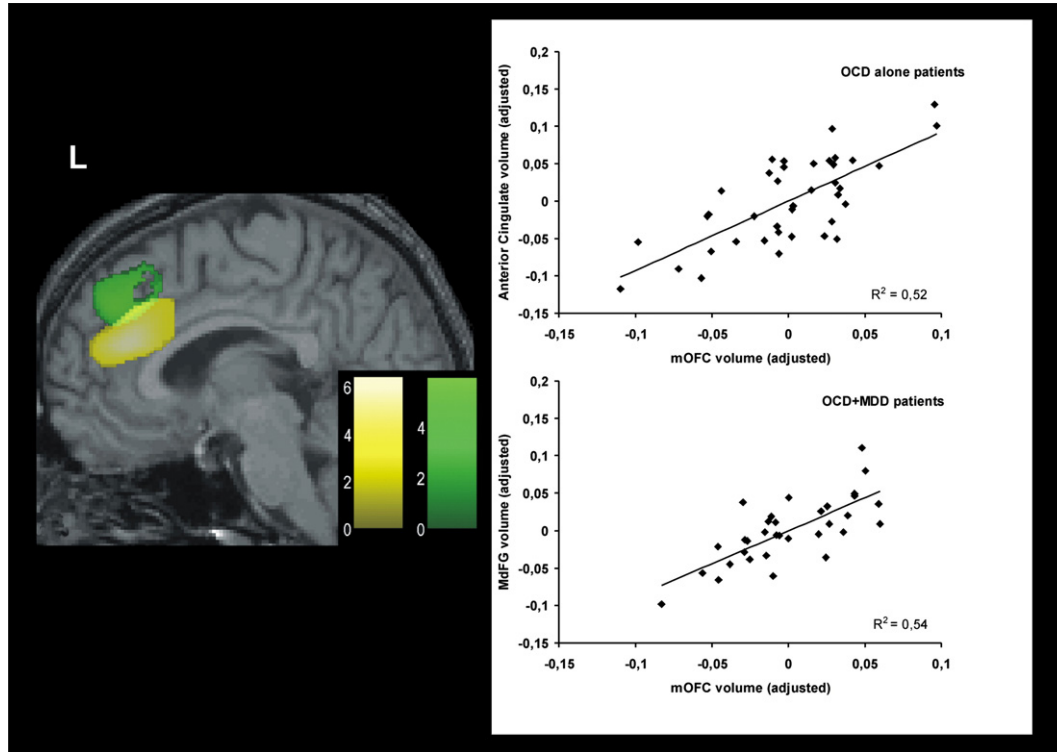 L
6
4
2
0
4
2
0
0,2
0,15
0,1
0,05
0
-0,05
-0,1
-0,15
Anterior Cingulate volume (adjusted)
OCD alone patients
R² = 0,52
-0,15 -0,1 -0,05 0 0,05 0,1
mOFC volume (adjusted)
0,2
0,15
0,1
0,05
0
-0,05
-0,1
-0,15
MdFG volume (adjusted)
OCD+MDD patients
R² = 0,54
-0,15 -0,1 -0,05 0 0,05 0,1
mOFC volume (adjusted)